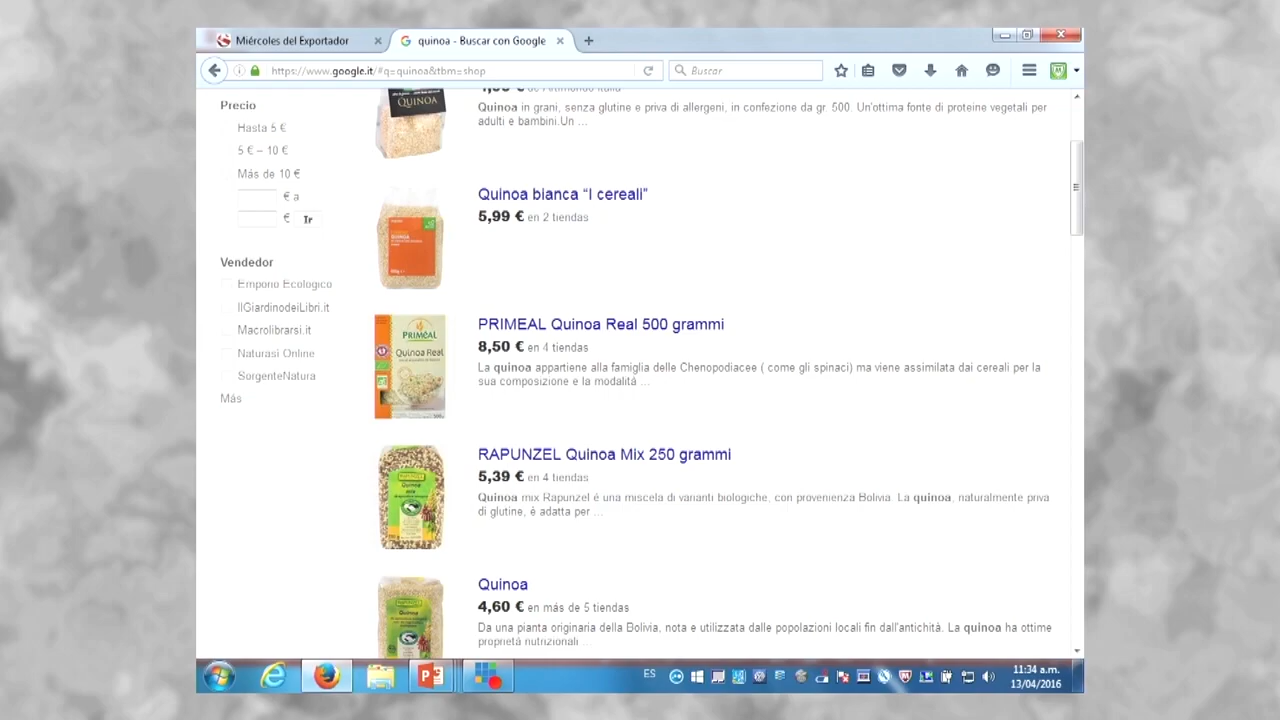 Miércoles del Exportador
quinoa - Buscar con Google
https://www.google.it/#q=quinoa&tbm=shop
Buscar
Precio
Hasta 5 €
5 € – 10 €
Más de 10 €
€ a
€ Ir
Vendedor
Emporio Ecologico
IlGiardinodeiLibri.it
Macrolibrarsi.it
Naturasì Online
SorgenteNatura
Más
QUINOA
Quinoa in grani, senza glutine e priva di allergeni, in confezione da gr 500. Un'ottima fonte di proteine vegetali per
adulti e bambini.Un ...
Quinoa bianca “I cereali”
5,99 € en 2 tiendas
PRIMEAL Quinoa Real 500 grammi
8,50 € en 4 tiendas
La quinoa appartiene alla famiglia delle Chenopodiacee ( come gli spinaci) ma viene assimilata dai cereali per la
sua composizione e la modalità ...
PRIMÉAL
Quinoa Real
RAPUNZEL Quinoa Mix 250 grammi
5,39 € en 4 tiendas
Quinoa mix Rapunzel è una miscela di semi
biologiche, con provenienza Bolivia. La quinoa, naturalmente priva
di glutine, è adatta per ...
Quinoa
Quinoa
4,60 € en más de 5 tiendas
Da una pianta originaria della Bolivia, nota e utilizzata dalle popolazioni locali fin dall'antichità. La quinoa ha ottime
proprietà nutrizionali ...
Quinoa
ES
11:34 a.m.
13/04/2016